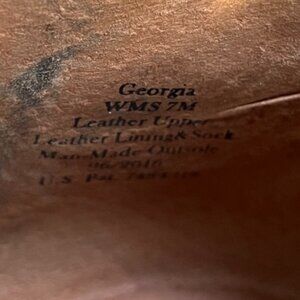 Georgia
WMS 7M
Leather Upper
Leather Lining & Sock
Man-Made Outsole
U.S. Pat.